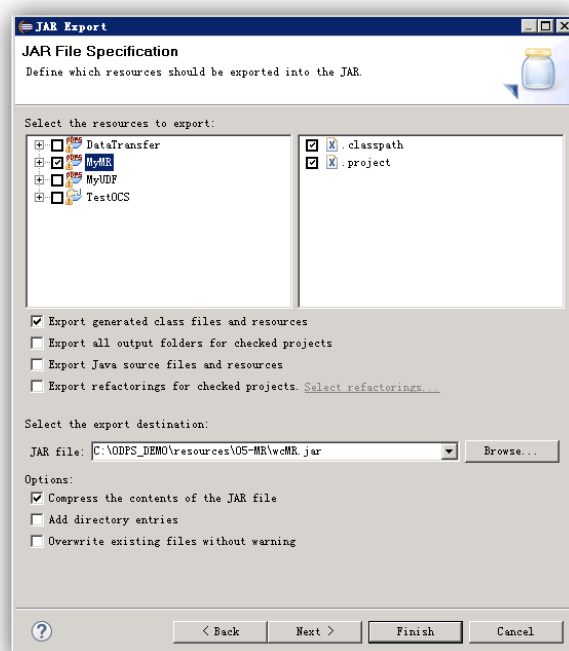 JAR Export
JAR File Specification
Define which resources should be exported into the JAR.
Select the resources to export:
DataTransfer
MyMR
MyUDF
TestOCS
.classpath
.project
Export generated class files and resources
Export all output folders for checked projects
Export Java source files and resources
Export refactorings for checked projects. Select refactorings...
Select the export destination:
JAR file: C:\ODPS_DEMO\resources\05-MR\wcMR.jar Browse...
Options:
Compress the contents of the JAR file
Add directory entries
Overwrite existing files without warning
? < Back Next > Finish Cancel